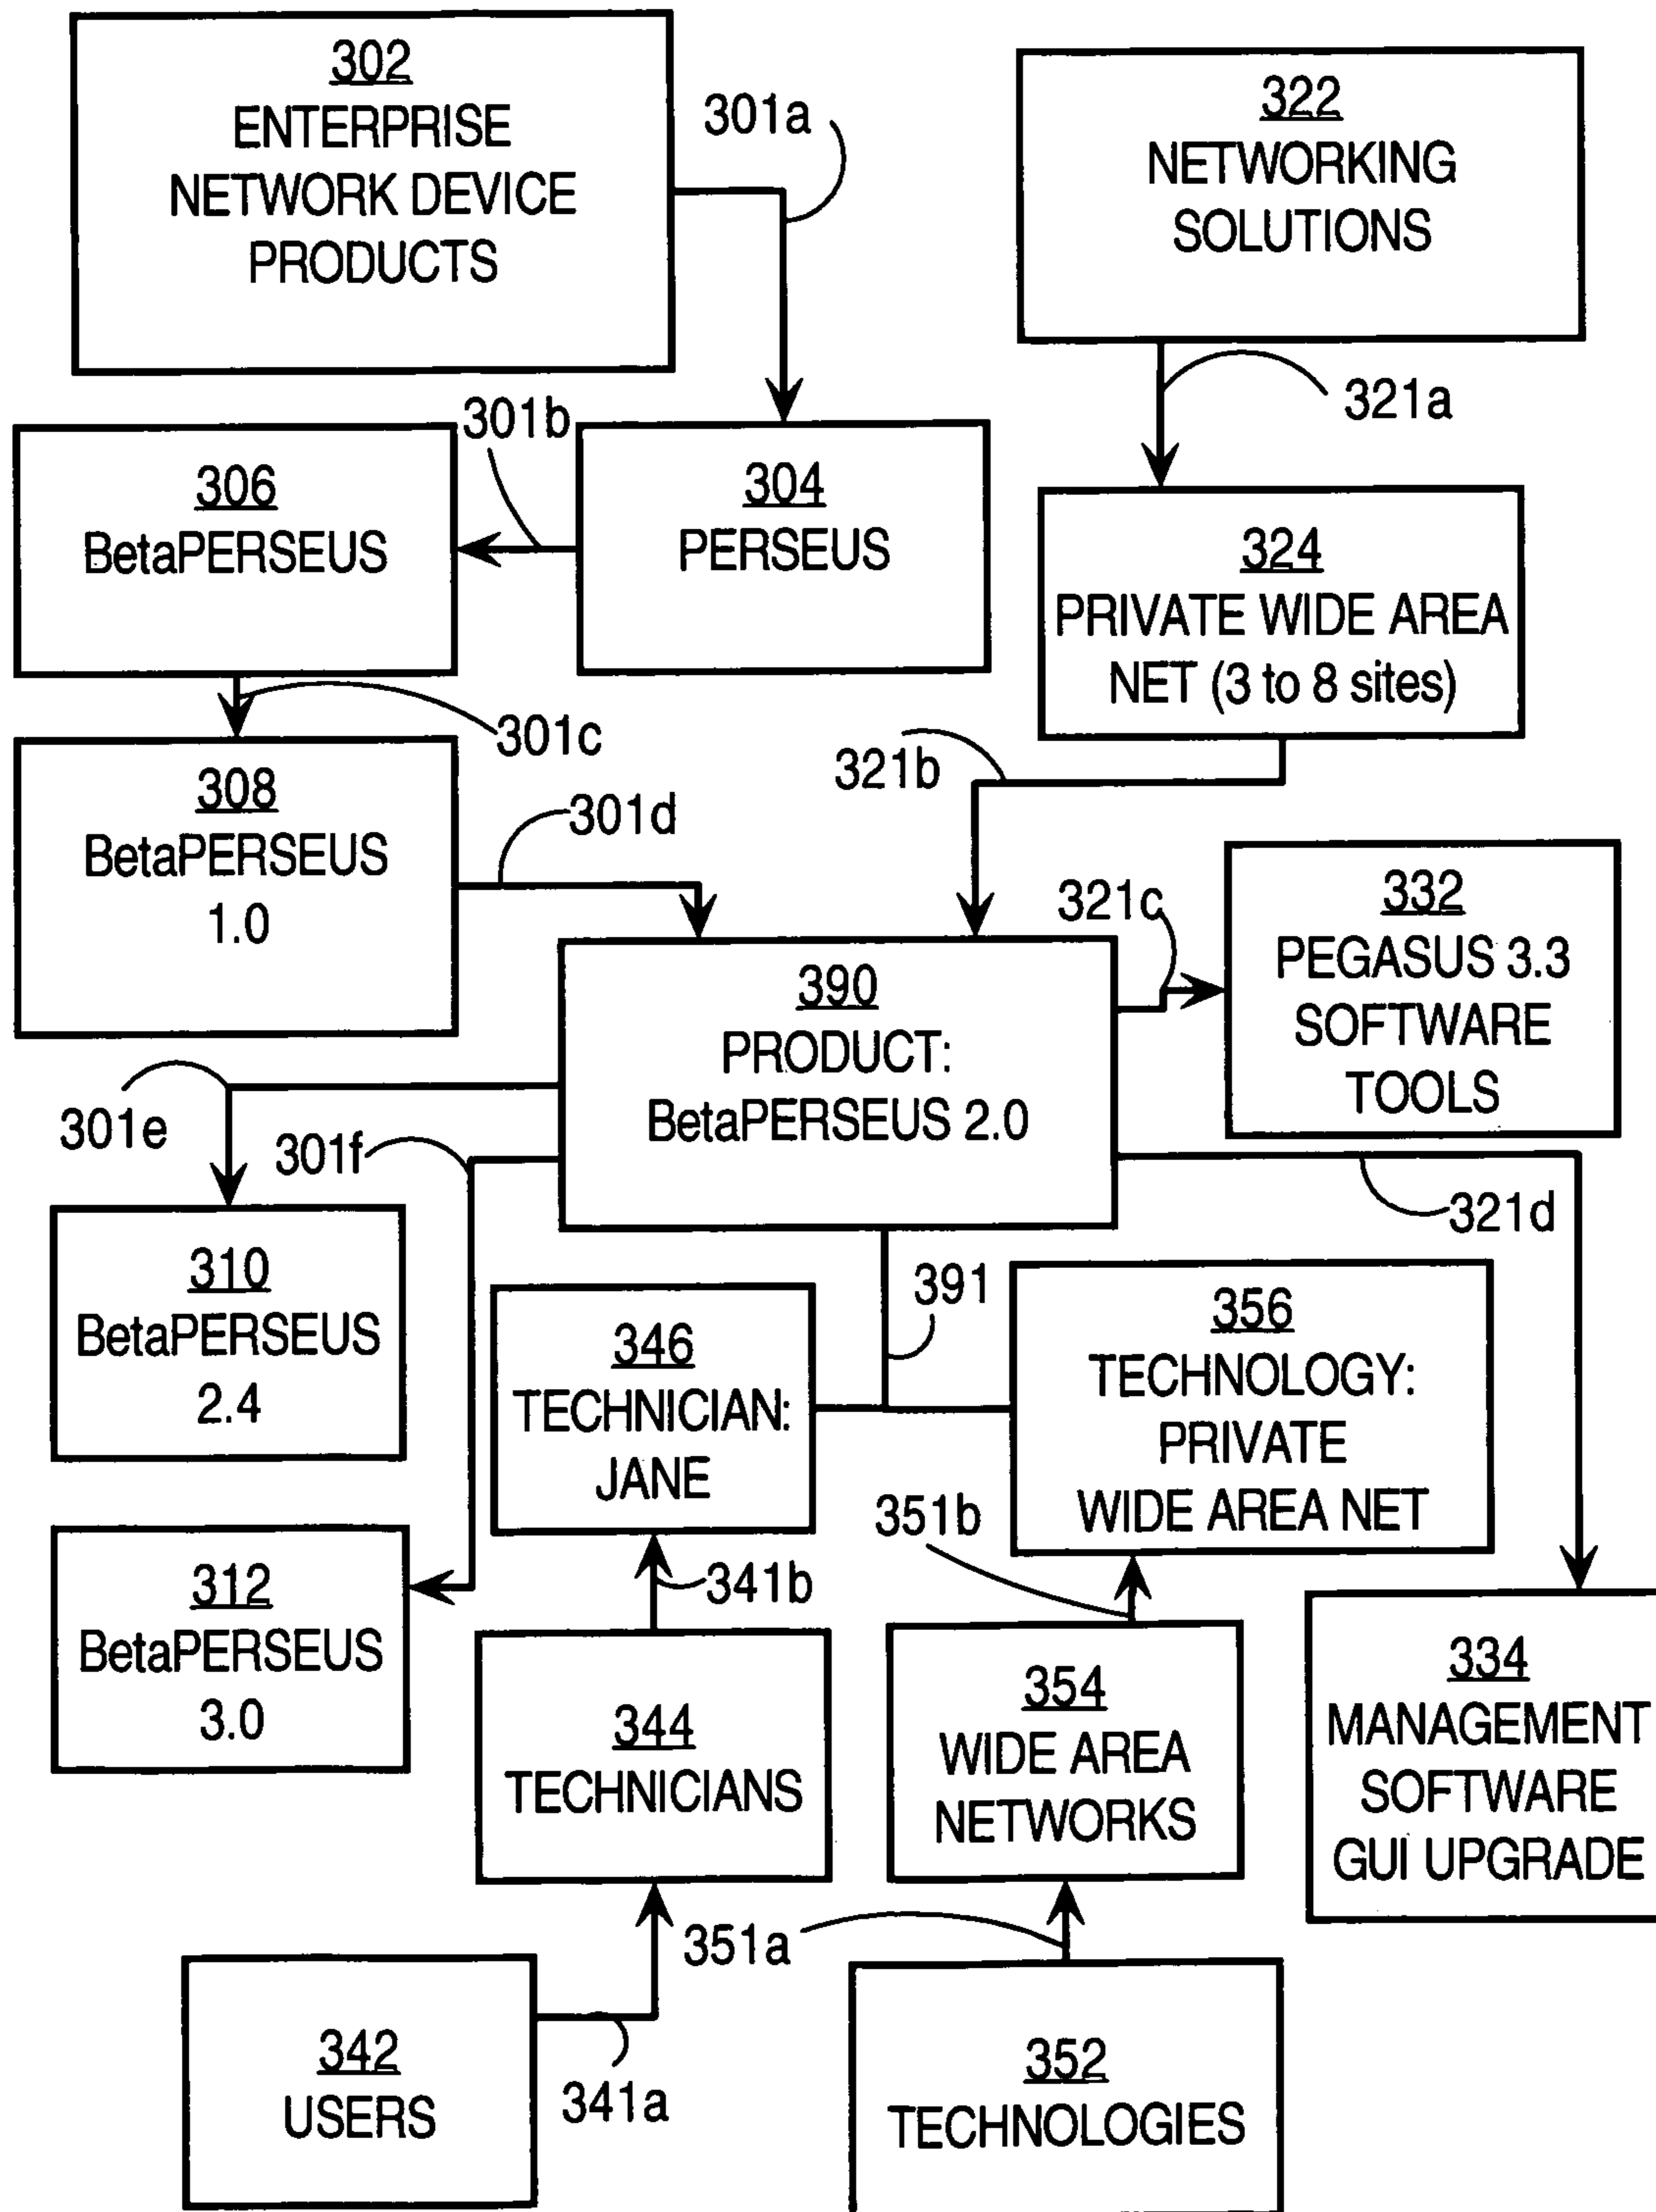 302
ENTERPRISE
NETWORK DEVICE
PRODUCTS
301a
322
NETWORKING
SOLUTIONS
321a
301b
306
BetaPERSEUS
304
PERSEUS
324
PRIVATE WIDE AREA
NET (3 to 8 sites)
301c
321b
308
BetaPERSEUS
1.0
301d
321c
332
PEGASUS 3.3
SOFTWARE
TOOLS
390
PRODUCT:
BetaPERSEUS 2.0
301e
301f
321d
310
BetaPERSEUS
2.4
391
346
TECHNICIAN:
JANE
356
TECHNOLOGY:
PRIVATE
WIDE AREA NET
351b
341b
312
BetaPERSEUS
3.0
344
TECHNICIANS
354
WIDE AREA
NETWORKS
334
MANAGEMENT
SOFTWARE
GUI UPGRADE
351a
342
USERS
341a
352
TECHNOLOGIES